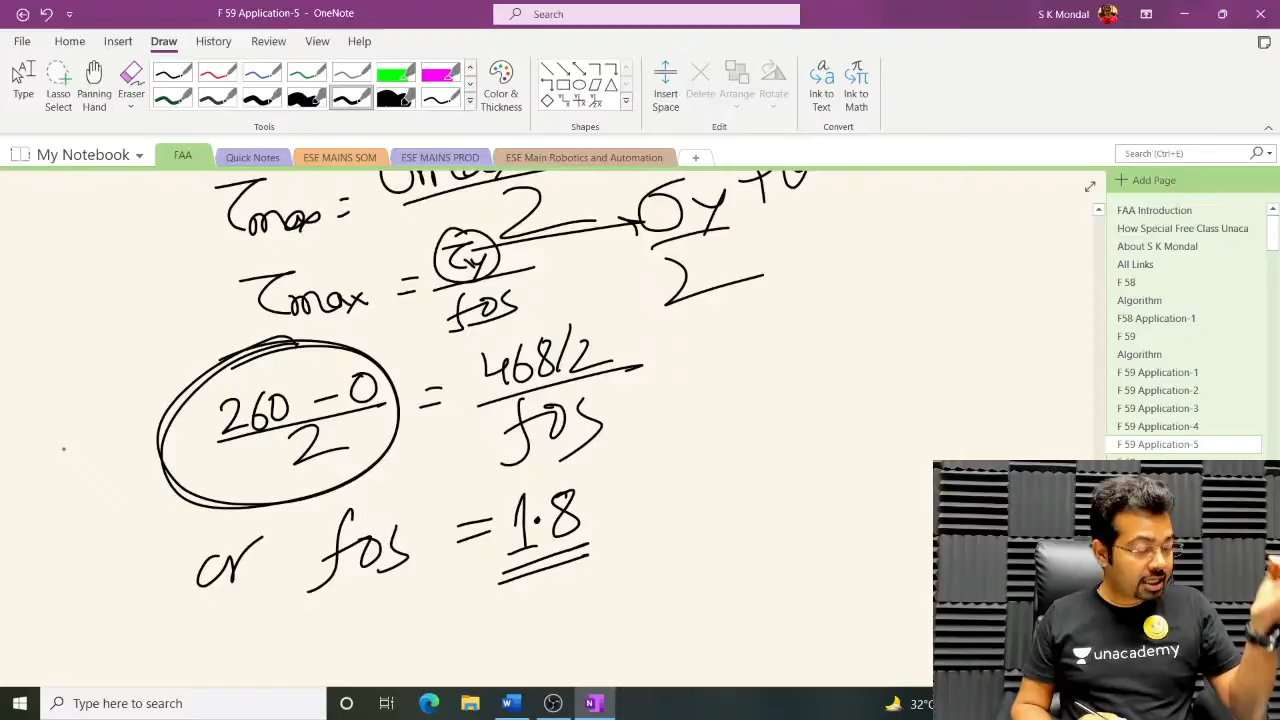 F 59 Application-5 - OneNote
Search
S K Mondal
File Home Insert Draw History Review View Help
Type
Lasso Select
Panning Hand
Eraser
Color & Thickness
Insert Space
Delete
Arrange
Rotate
Ink to Text
Ink to Math
Tools
Shapes
Edit
Convert
My Notebook
FAA
Quick Notes
ESE MAINS SOM
ESE MAINS PROD
ESE Main Robotics and Automation
+
Search (Ctrl+E)
Add Page
FAA Introduction
How Special Free Class Unaca
About S K Mondal
All Links
F 58
Algorithm
F58 Application-1
F 59
Algorithm
F 59 Application-1
F 59 Application-2
F 59 Application-3
F 59 Application-4
F 59 Application-5
τmax =
2
σy
2
τmax = τy / fos
260 - 0 / 2 = 468/2 / fos
or fos = 1.8
unacademy
Type here to search
32°